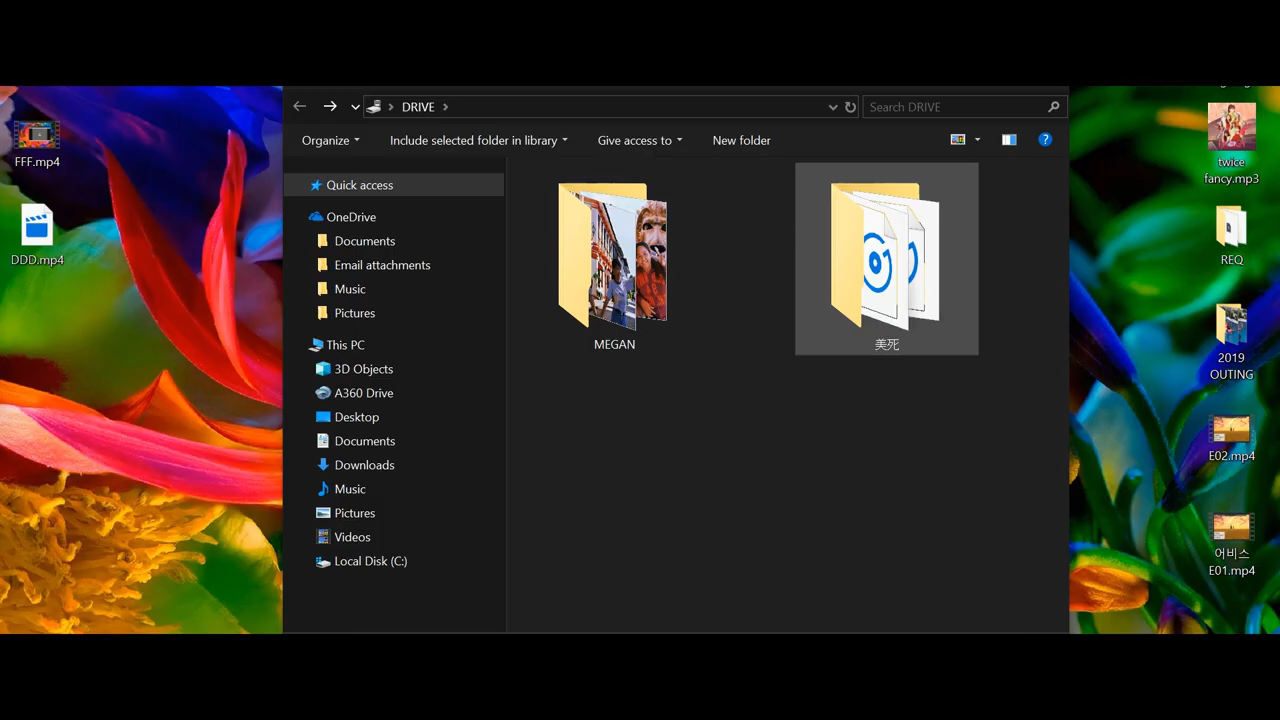 FFF.mp4
DDD.mp4
DRIVE
Search DRIVE
Organize
Include selected folder in library
Give access to
New folder
Quick access
OneDrive
Documents
Email attachments
Music
Pictures
This PC
3D Objects
A360 Drive
Desktop
Documents
Downloads
Music
Pictures
Videos
Local Disk (C:)
MEGAN
美死
twice
fancy.mp3
REQ
2019
OUTING
E02.mp4
어비스
E01.mp4